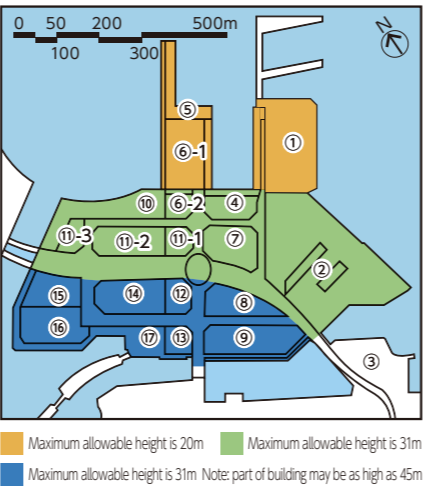 0 50 200 500m
100 300
N
⑤
①
⑥-1
⑩ ⑥-2 ④
⑪-3 ⑪-2 ⑪-1 ⑦
②
⑮ ⑭ ⑫ ⑧
⑯ ⑰ ⑬ ⑨
③
Maximum allowable height is 20m Maximum allowable height is 31m
Maximum allowable height is 31m Note: part of building may be as high as 45m